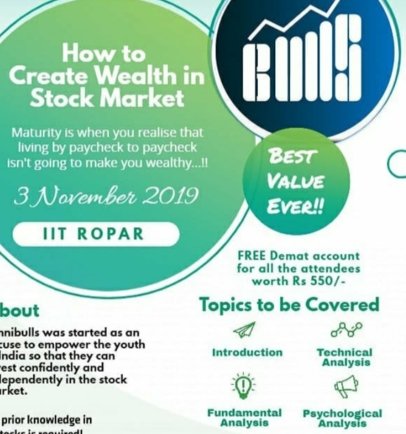 How to
Create Wealth in
Stock Market
Maturity is when you realise that
living by paycheck to paycheck
isn't going to make you wealthy...!!
3 November 2019
IIT ROPAR
BEST
VALUE
EVER!!
FREE Demat account
for all the attendees
worth Rs 550/-
bout
nnibulls was started as an
cuse to empower the youth
India so that they can
est confidently and
dependently in the stock
rket.
prior knowledge in
Topics to be Covered
Introduction
Technical
Analysis
Fundamental
Analysis
Psychological
Analysis